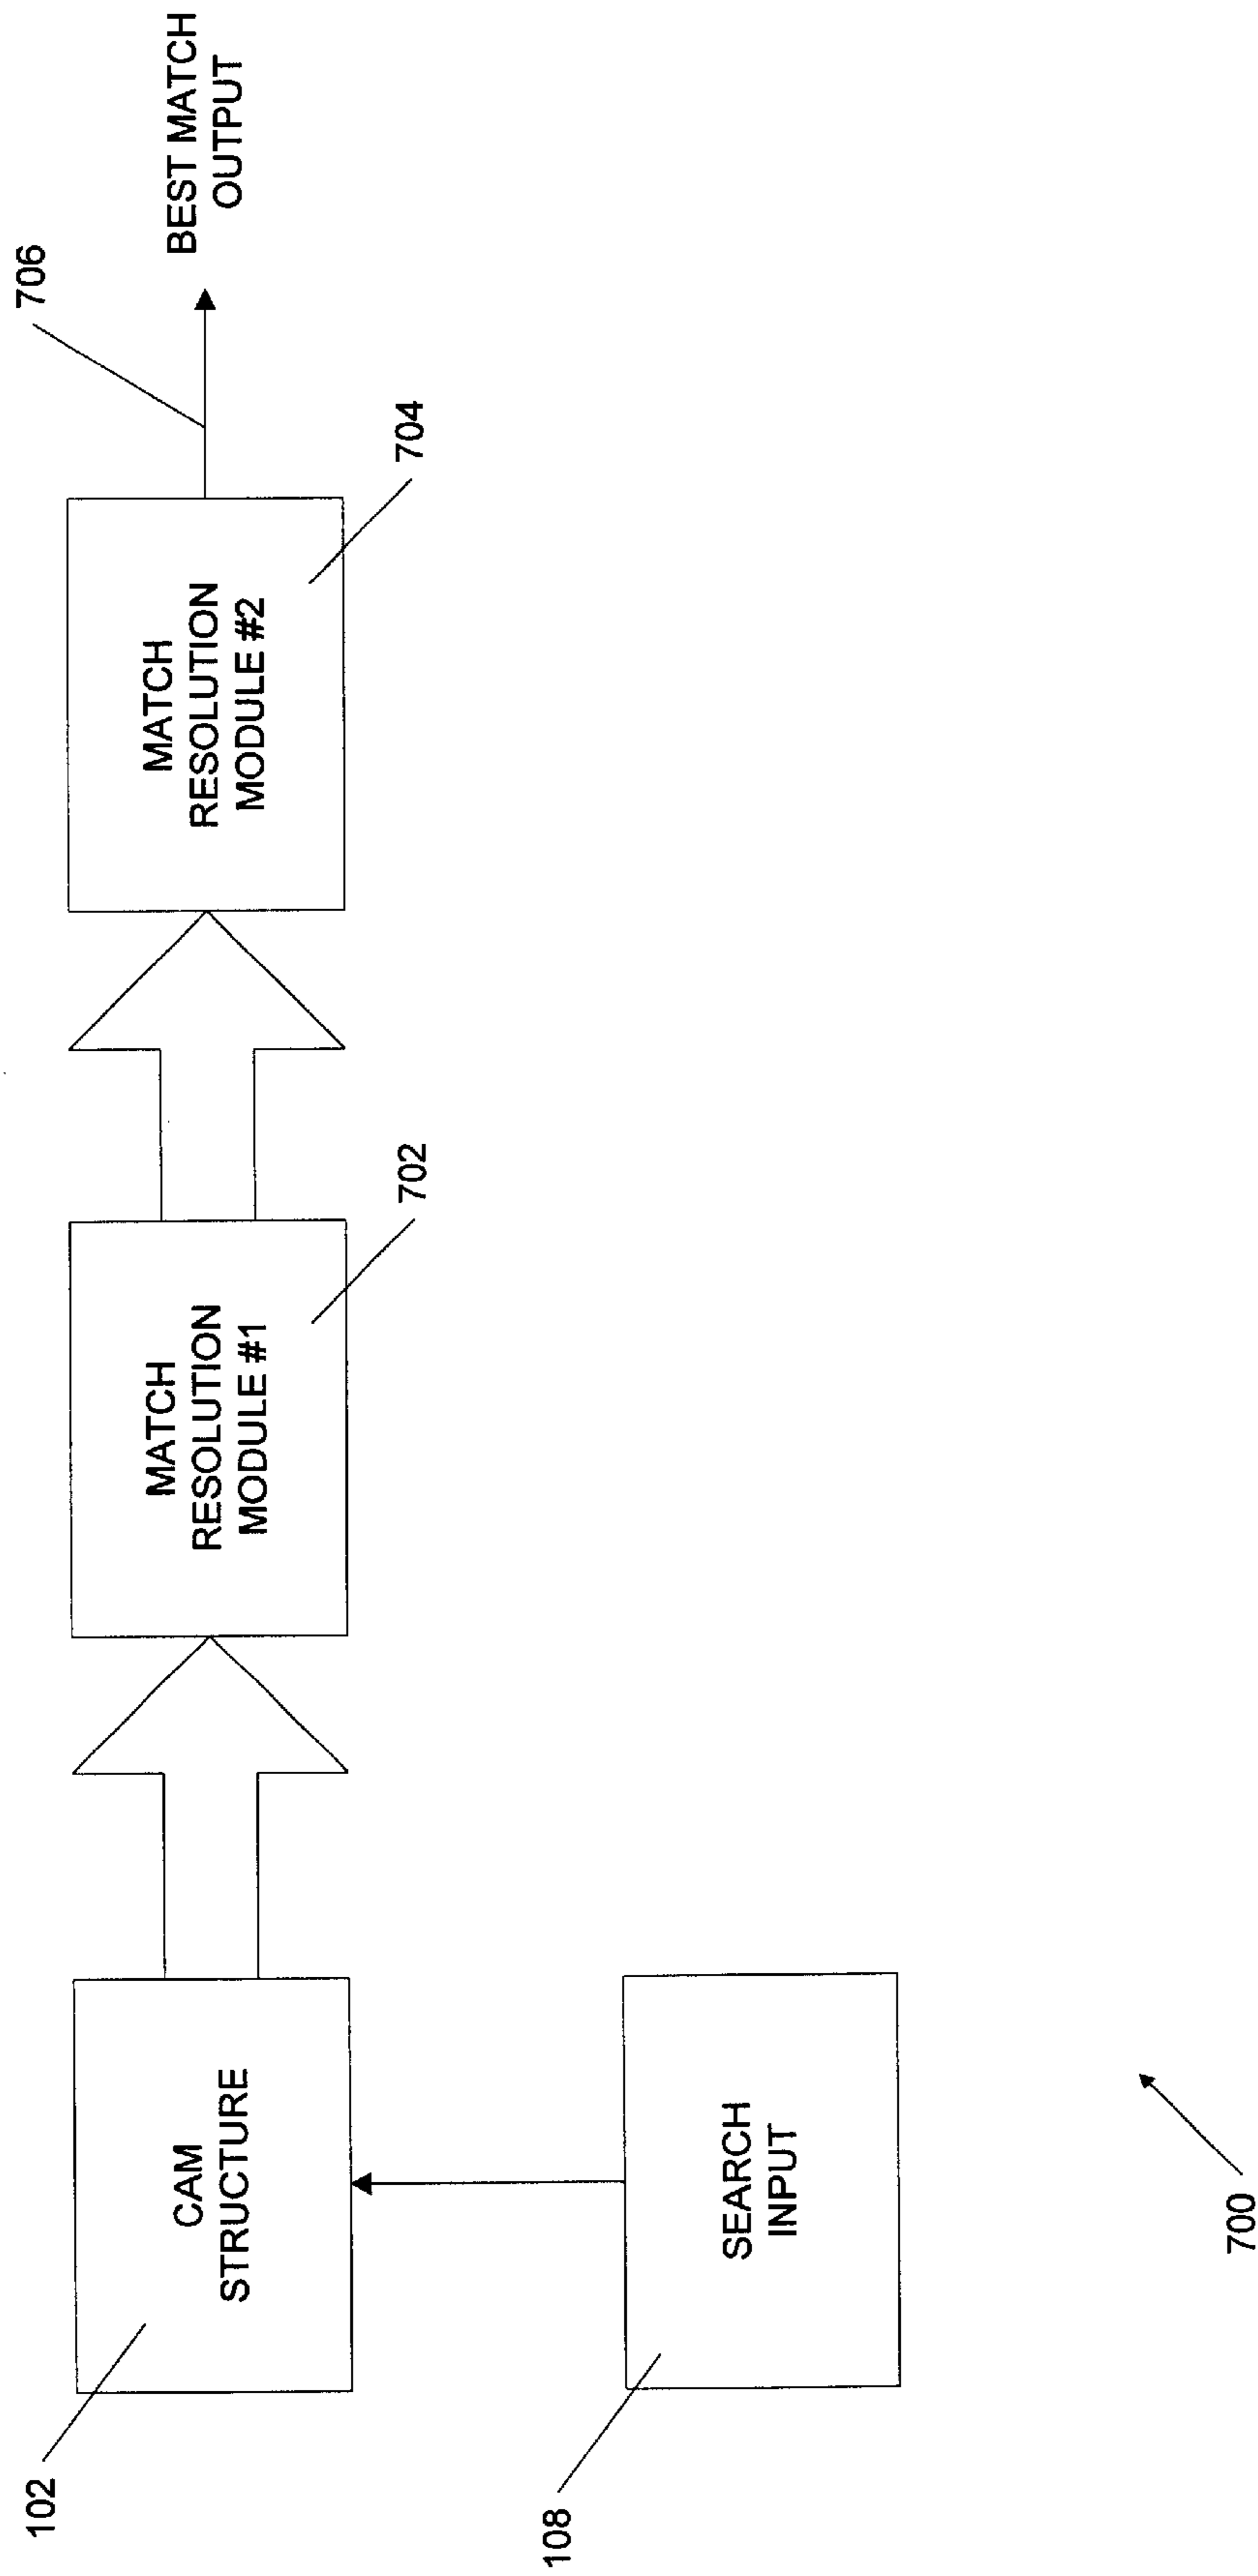 102
CAM
STRUCTURE
MATCH
RESOLUTION
MODULE #1
702
MATCH
RESOLUTION
MODULE #2
704
706
BEST MATCH
OUTPUT
108
SEARCH
INPUT
700